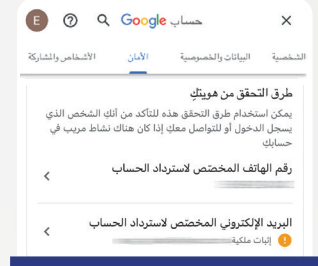 حساب Google
E
الشخصية البيانات والخصوصية الأمان الأشخاص والمشاركة
طرق التحقق من هويتكِ
يمكن استخدام طرق التحقق هذه للتأكد من أنكِ الشخص الذي
يسجل الدخول أو للتواصل معكِ إذا كان هناك نشاط مريب في
حسابكِ
رقم الهاتف المخصتص لاسترداد الحساب
البريد الإلكتروني المخصتص لاسترداد الحساب
إثبات ملكية